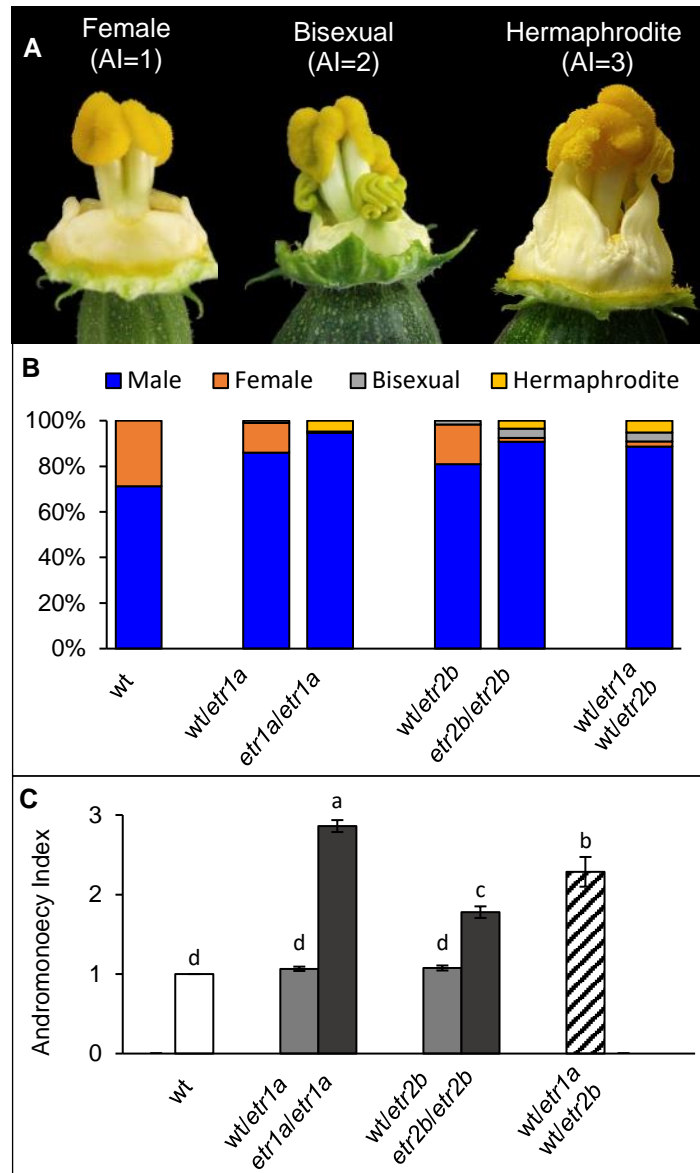 A
Female
(AI=1)
Bisexual
(AI=2)
Hermaphrodite
(AI=3)
B
Male Female Bisexual Hermaphrodite
100%
80%
60%
40%
20%
0%
wt
wt/etr1a
etr1a/etr1a
wt/etr2b
etr2b/etr2b
wt/etr1a
wt/etr2b
C
Andromonoecy Index
3
2
1
0
d
d
a
d
c
b
wt
wt/etr1a
etr1a/etr1a
wt/etr2b
etr2b/etr2b
wt/etr1a
wt/etr2b